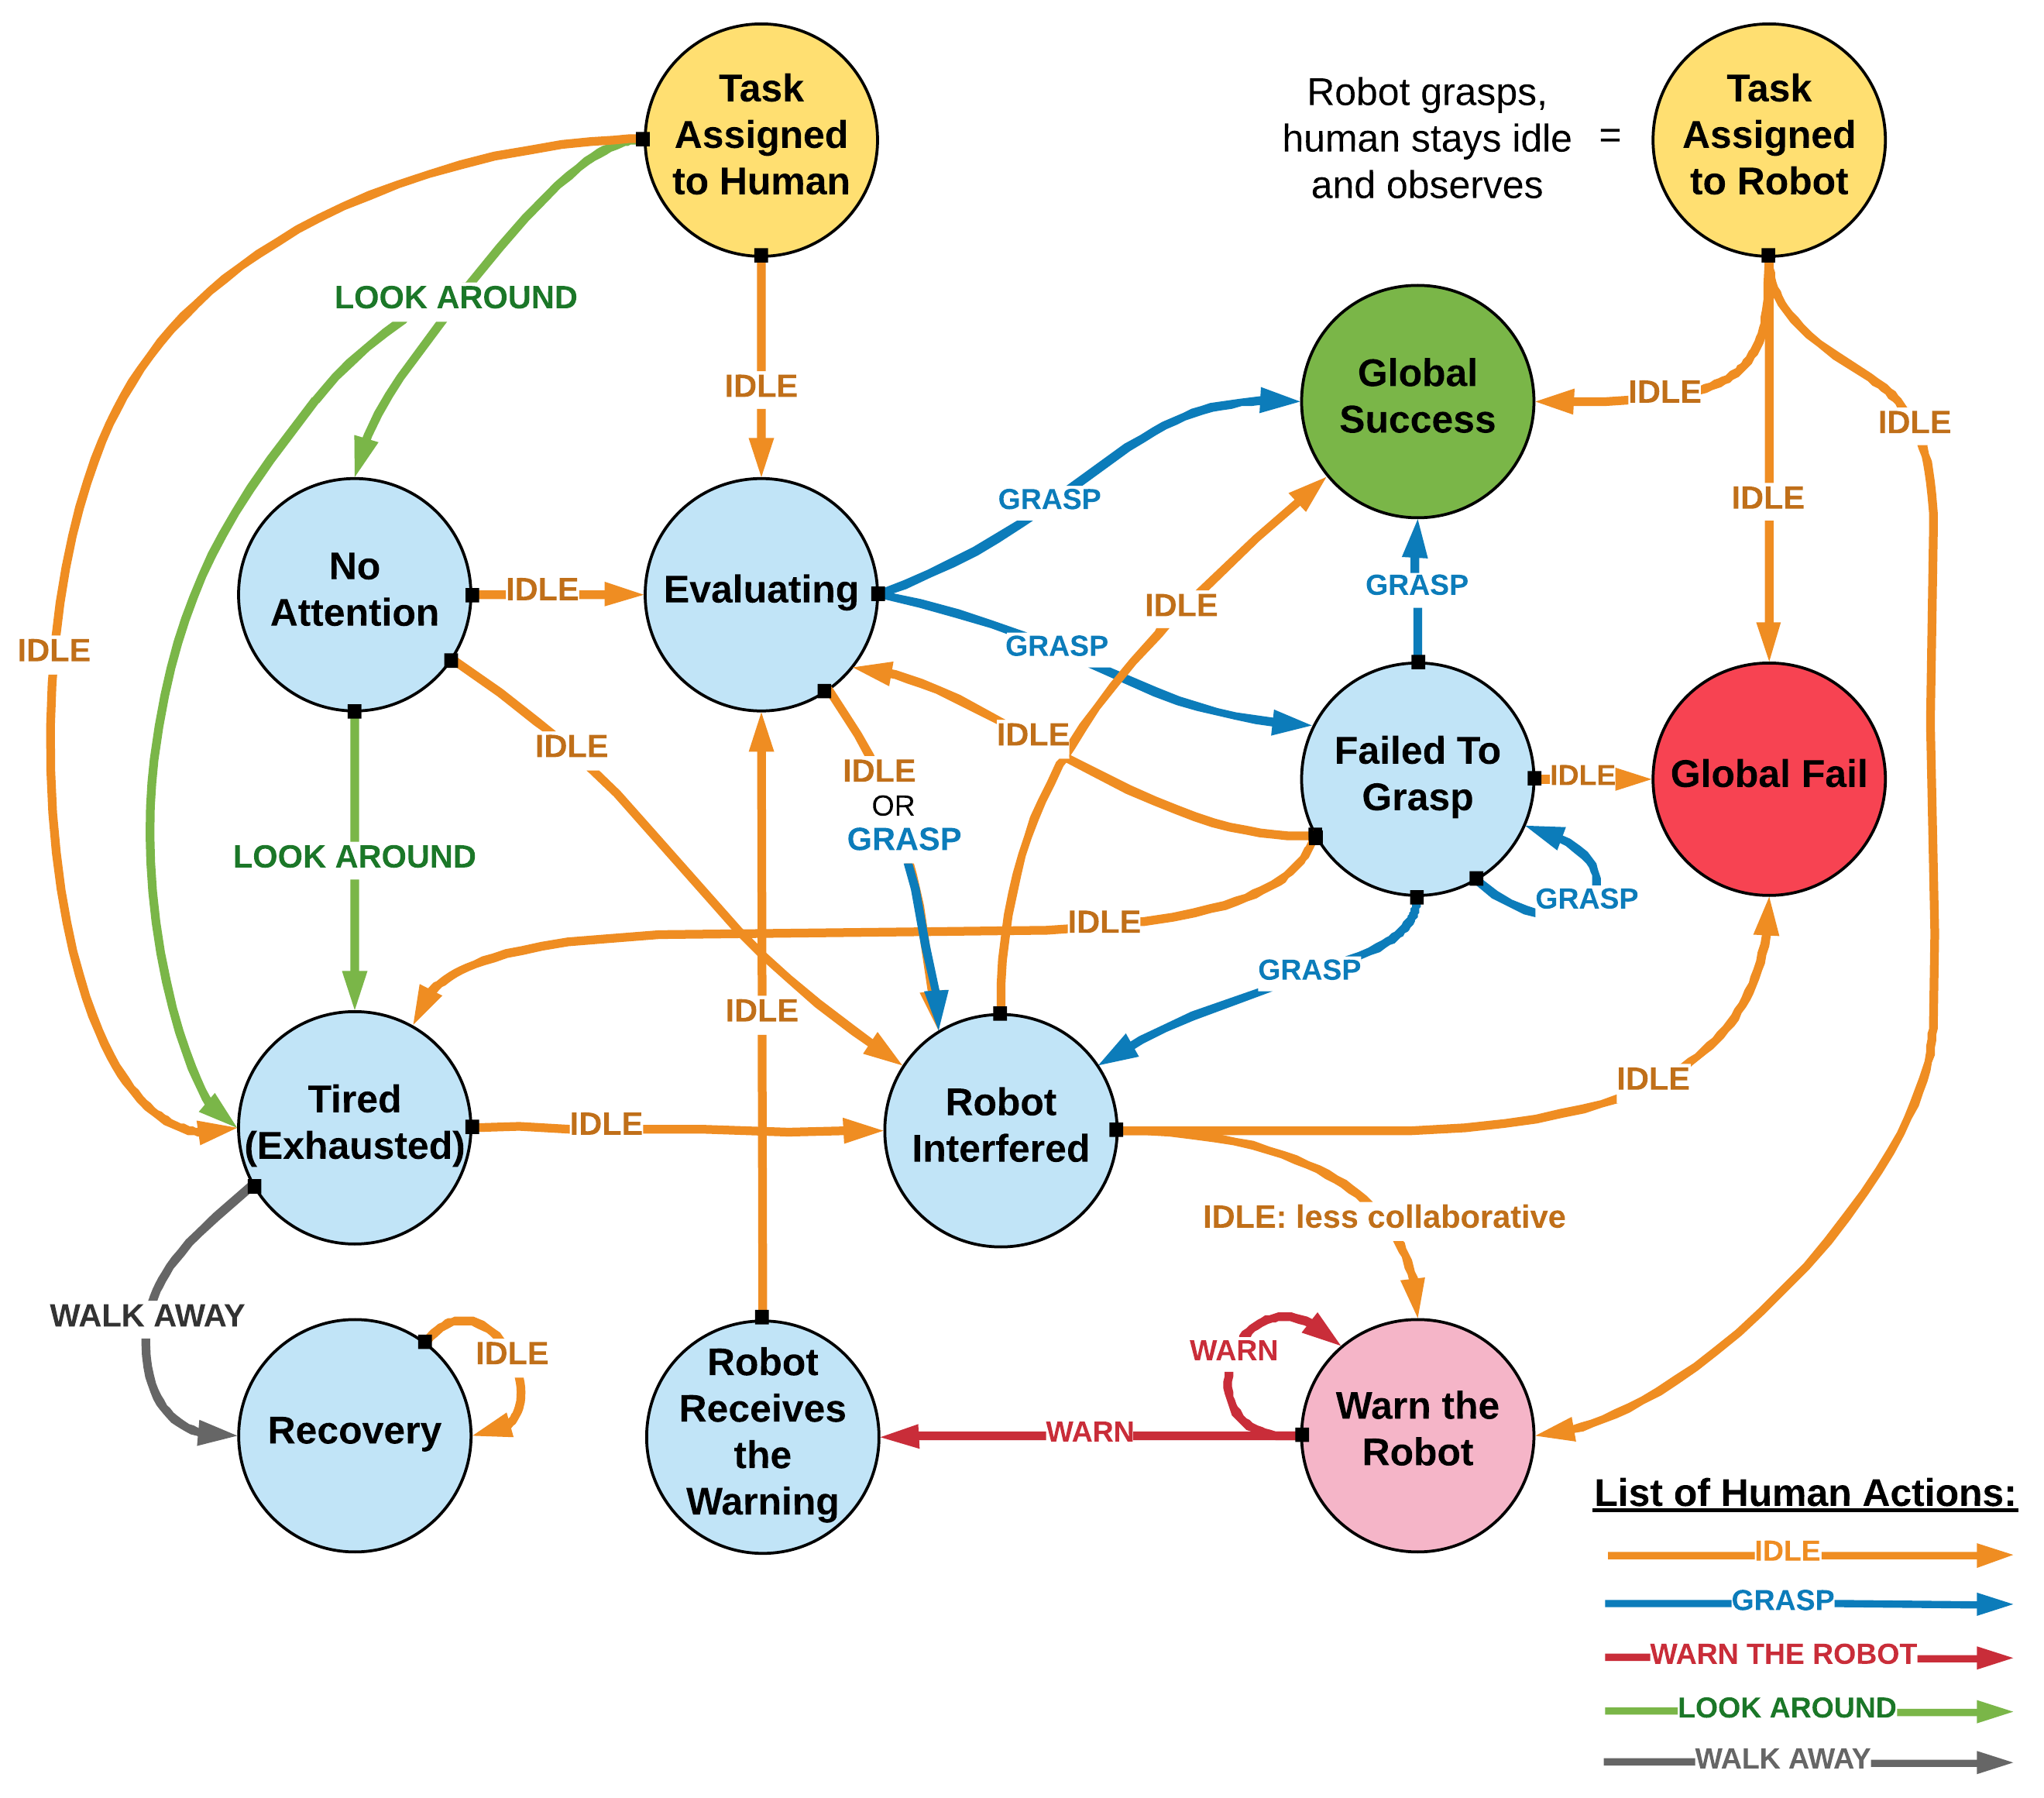 Task
Assigned
to Human
Robot grasps,
human stays idle
and observes
=
Task
Assigned
to Robot
LOOK AROUND
IDLE
GRASP
Global
Success
IDLE
IDLE
IDLE
No
Attention
IDLE
Evaluating
GRASP
IDLE
GRASP
IDLE
IDLE
IDLE
IDLE
OR
GRASP
Failed To
Grasp
IDLE
Global Fail
LOOK AROUND
GRASP
IDLE
GRASP
IDLE
IDLE
Tired
(Exhausted)
IDLE
Robot
Interfered
IDLE: less collaborative
WALK AWAY
Recovery
IDLE
Robot
Receives
the
Warning
WARN
WARN
Warn the
Robot
List of Human Actions:
IDLE
GRASP
WARN THE ROBOT
LOOK AROUND
WALK AWAY